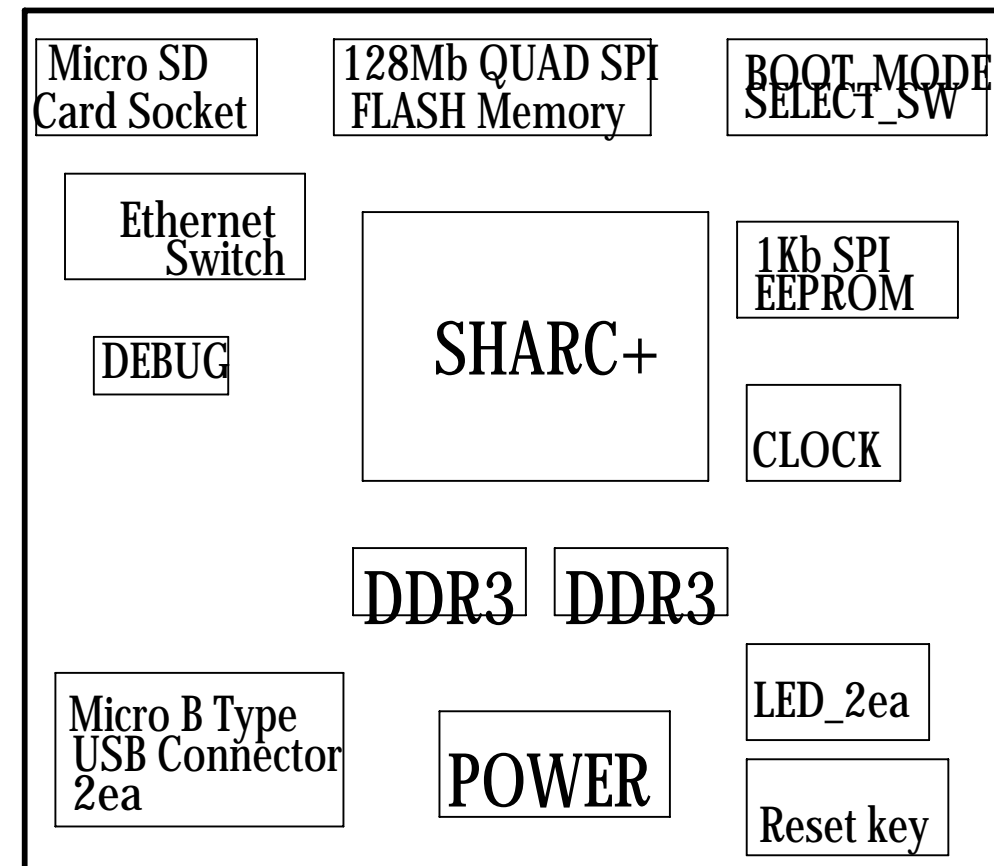 Micro SD
Card Socket
128Mb QUAD SPI
FLASH Memory
BOOT_MODE
SELECT_SW
Ethernet
Switch
SHARC+
1Kb SPI
EEPROM
DEBUG
CLOCK
DDR3
DDR3
Micro B Type
USB Connector
2ea
POWER
LED_2ea
Reset key